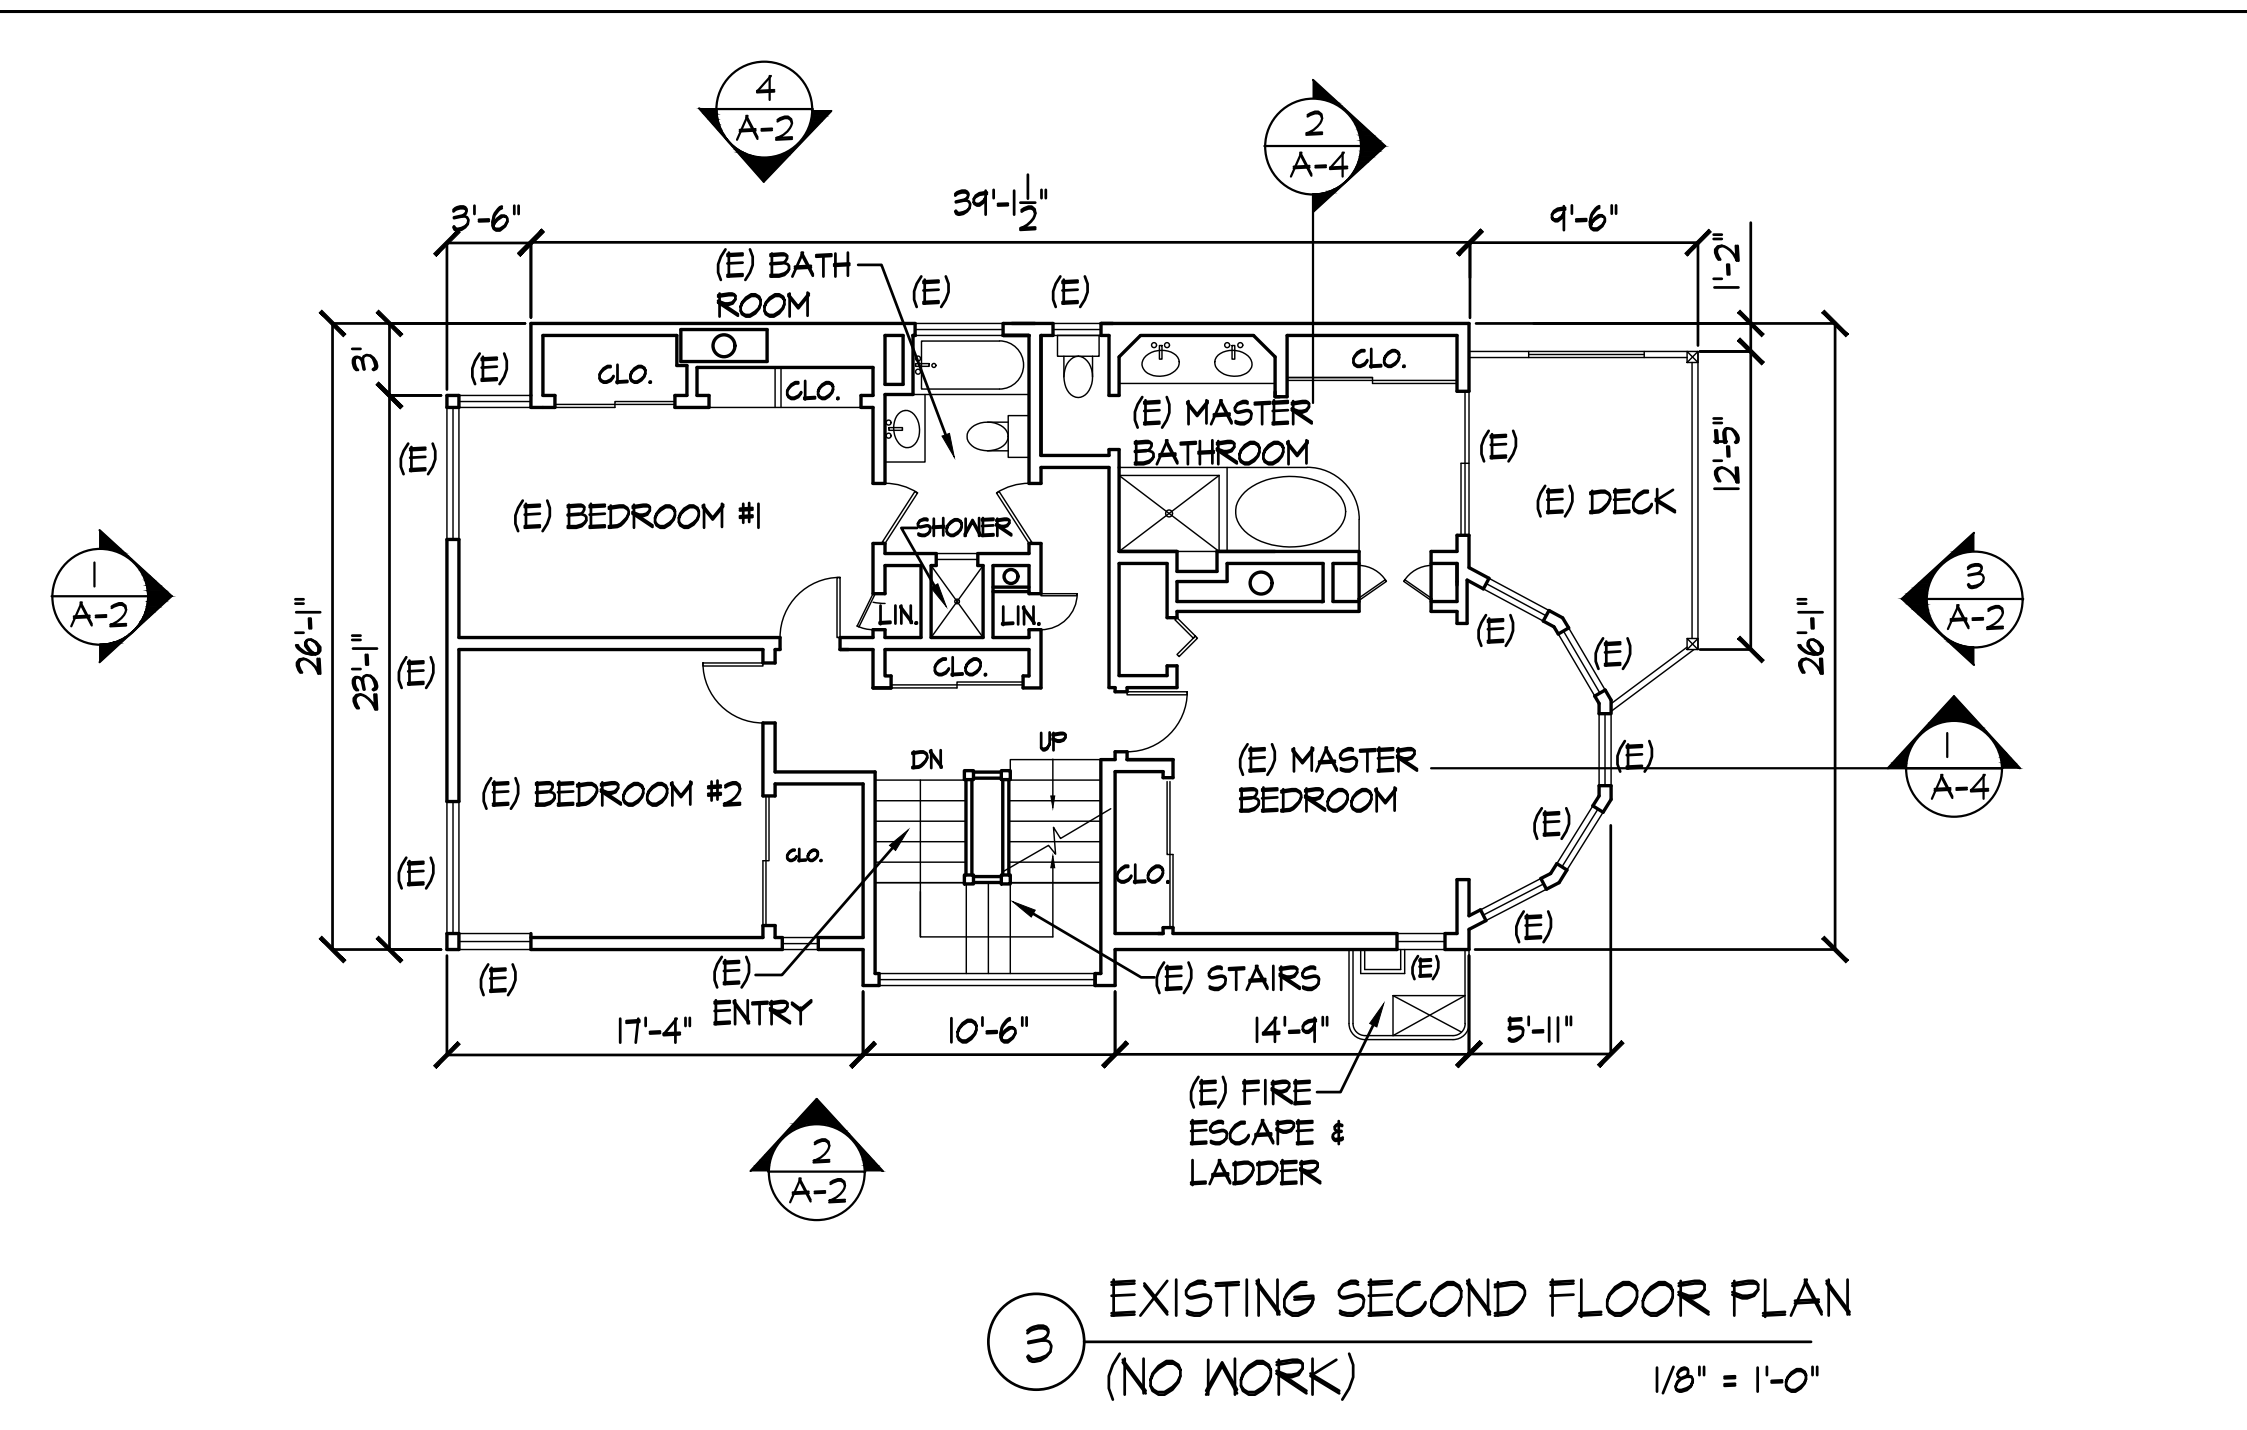 4
A-2
2
A-4
3'-6"
39'-1 1/2"
9'-6"
1'-2"
(E) BATH
ROOM
(E)
(E)
3'
(E)
CLO.
CLO.
CLO.
(E) MASTER
BATHROOM
(E)
(E)
12'-5"
(E) BEDROOM #1
SHOWER
(E) DECK
1
A-2
3
A-2
26'-1"
23'-11"
LIN.
LIN.
(E)
(E)
26'-1"
(E)
CLO.
DN
UP
(E) MASTER
BEDROOM
(E)
1
A-4
(E) BEDROOM #2
(E)
CLO.
CLO.
(E)
(E)
(E)
(E)
ENTRY
(E) STAIRS
(E)
17'-4"
10'-6"
14'-9"
5'-11"
(E) FIRE
ESCAPE &
LADDER
2
A-2
3
EXISTING SECOND FLOOR PLAN
(NO WORK)
1/8" = 1'-0"